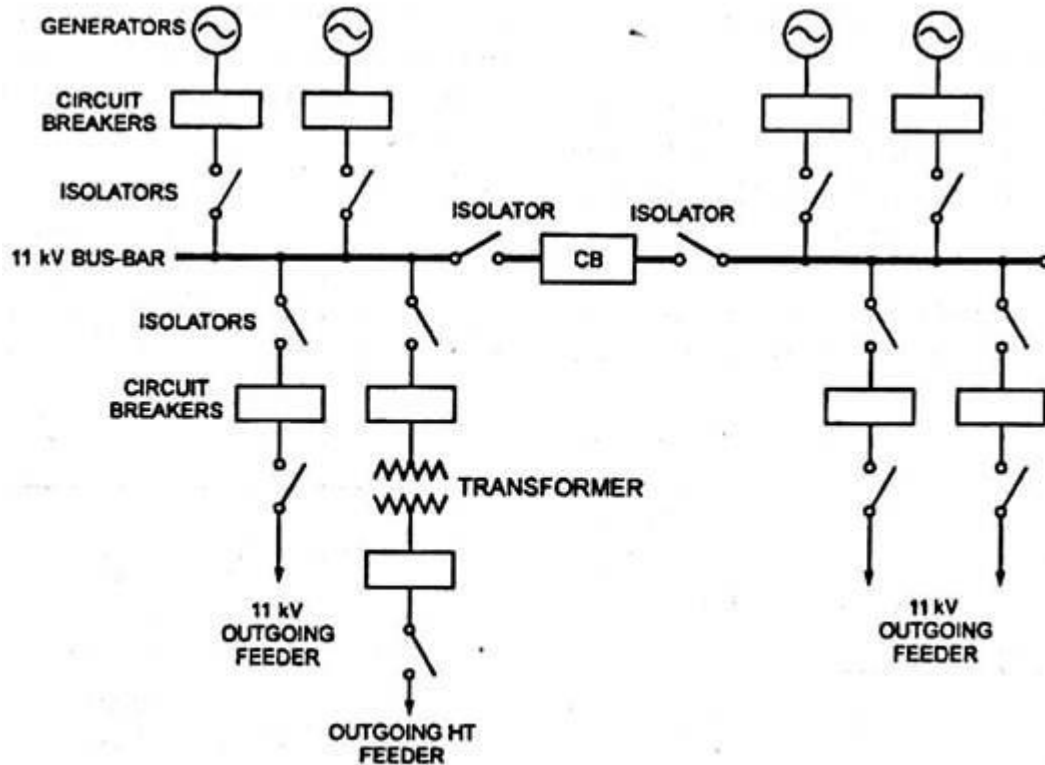 GENERATORS
CIRCUIT
BREAKERS
ISOLATORS
ISOLATOR
ISOLATOR
11 kV BUS-BAR
CB
ISOLATORS
CIRCUIT
BREAKERS
TRANSFORMER
11 kV
OUTGOING
FEEDER
11 kV
OUTGOING
FEEDER
OUTGOING HT
FEEDER